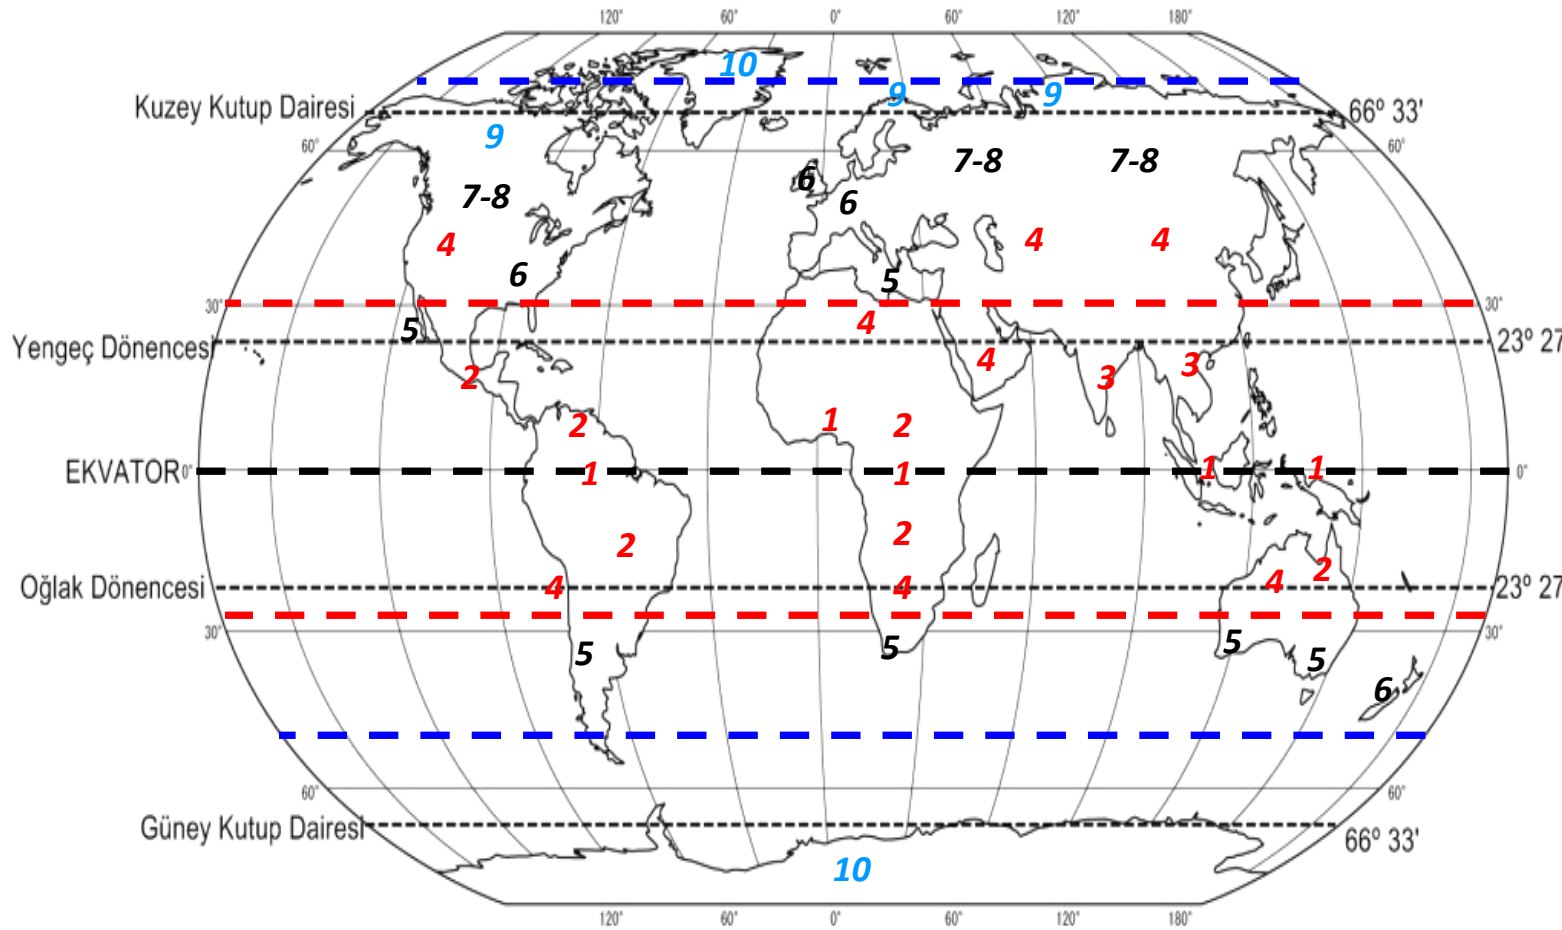 120° 60° 0° 60° 120° 180°
10
9 9
Kuzey Kutup Dairesi 66° 33'
9
60° 60°
7-8 7-8
6
7-8 6
4 4 4
6 5
30° 30°
5 4
Yengeç Dönencesi 23° 27
4 3 3
2
2 1 2
EKVATOR 0° 1 1 1 1 0°
2 2
2
Oğlak Dönencesi 4 4 4 23° 27
30° 30°
5 5 5 5
6
60° 60°
Güney Kutup Dairesi 66° 33'
10
120° 60° 0° 60° 120° 180°